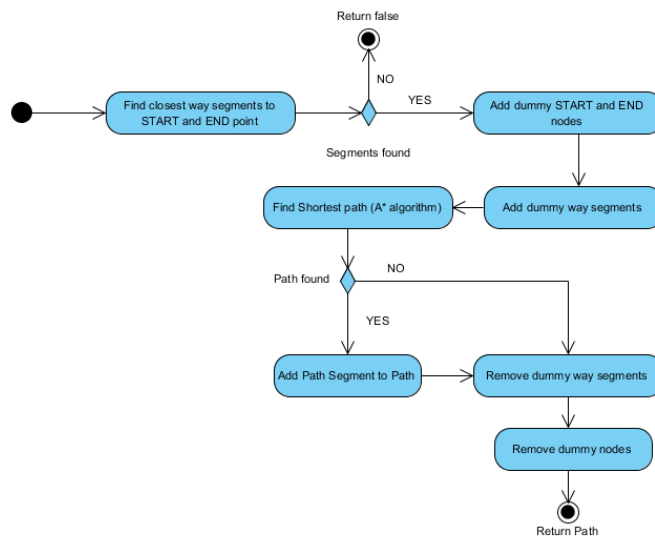 Return false
NO
Find closest way segments to
START and END point
YES
Add dummy START and END
nodes
Segments found
Find Shortest path (A* algorithm)
Add dummy way segments
Path found
NO
YES
Add Path Segment to Path
Remove dummy way segments
Remove dummy nodes
Return Path